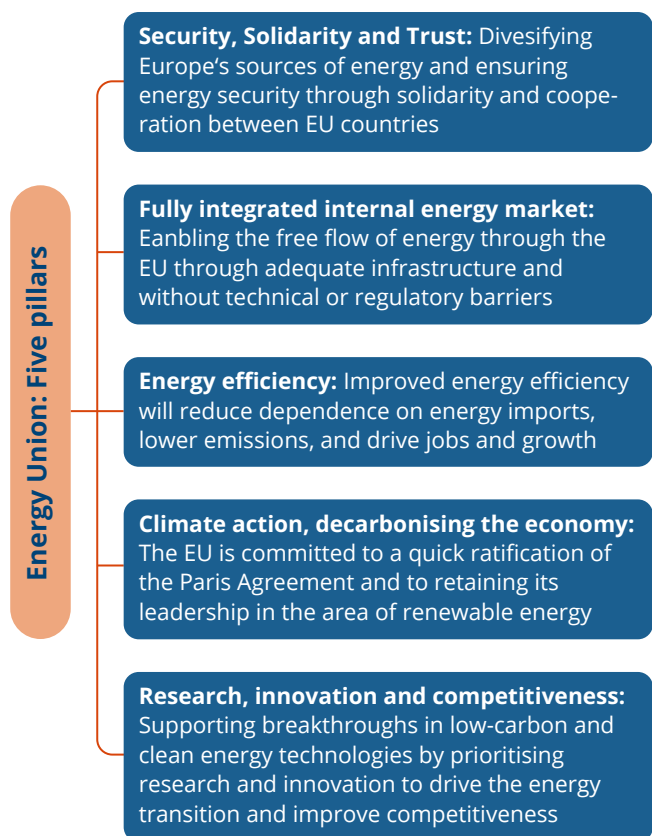 Energy Union: Five pillars
Security, Solidarity and Trust: Divesifying
Europe‘s sources of energy and ensuring
energy security through solidarity and coope-
ration between EU countries
Fully integrated internal energy market:
Eanbling the free flow of energy through the
EU through adequate infrastructure and
without technical or regulatory barriers
Energy efficiency: Improved energy efficiency
will reduce dependence on energy imports,
lower emissions, and drive jobs and growth
Climate action, decarbonising the economy:
The EU is committed to a quick ratification of
the Paris Agreement and to retaining its
leadership in the area of renewable energy
Research, innovation and competitiveness:
Supporting breakthroughs in low-carbon and
clean energy technologies by prioritising
research and innovation to drive the energy
transition and improve competitiveness